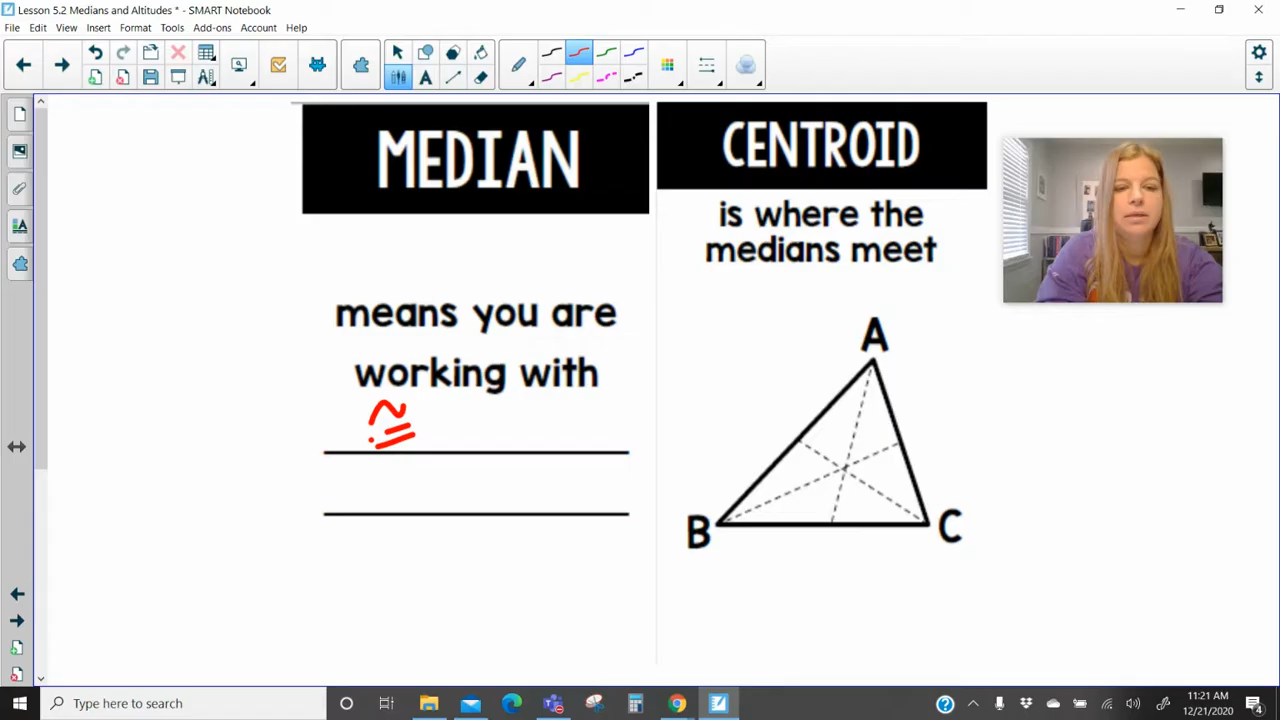 Lesson 5.2 Medians and Altitudes * - SMART Notebook
File Edit View Insert Format Tools Add-ons Account Help
MEDIAN
means you are
working with
≅
CENTROID
is where the
medians meet
A
B
C
Type here to search
11:21 AM
12/21/2020
4